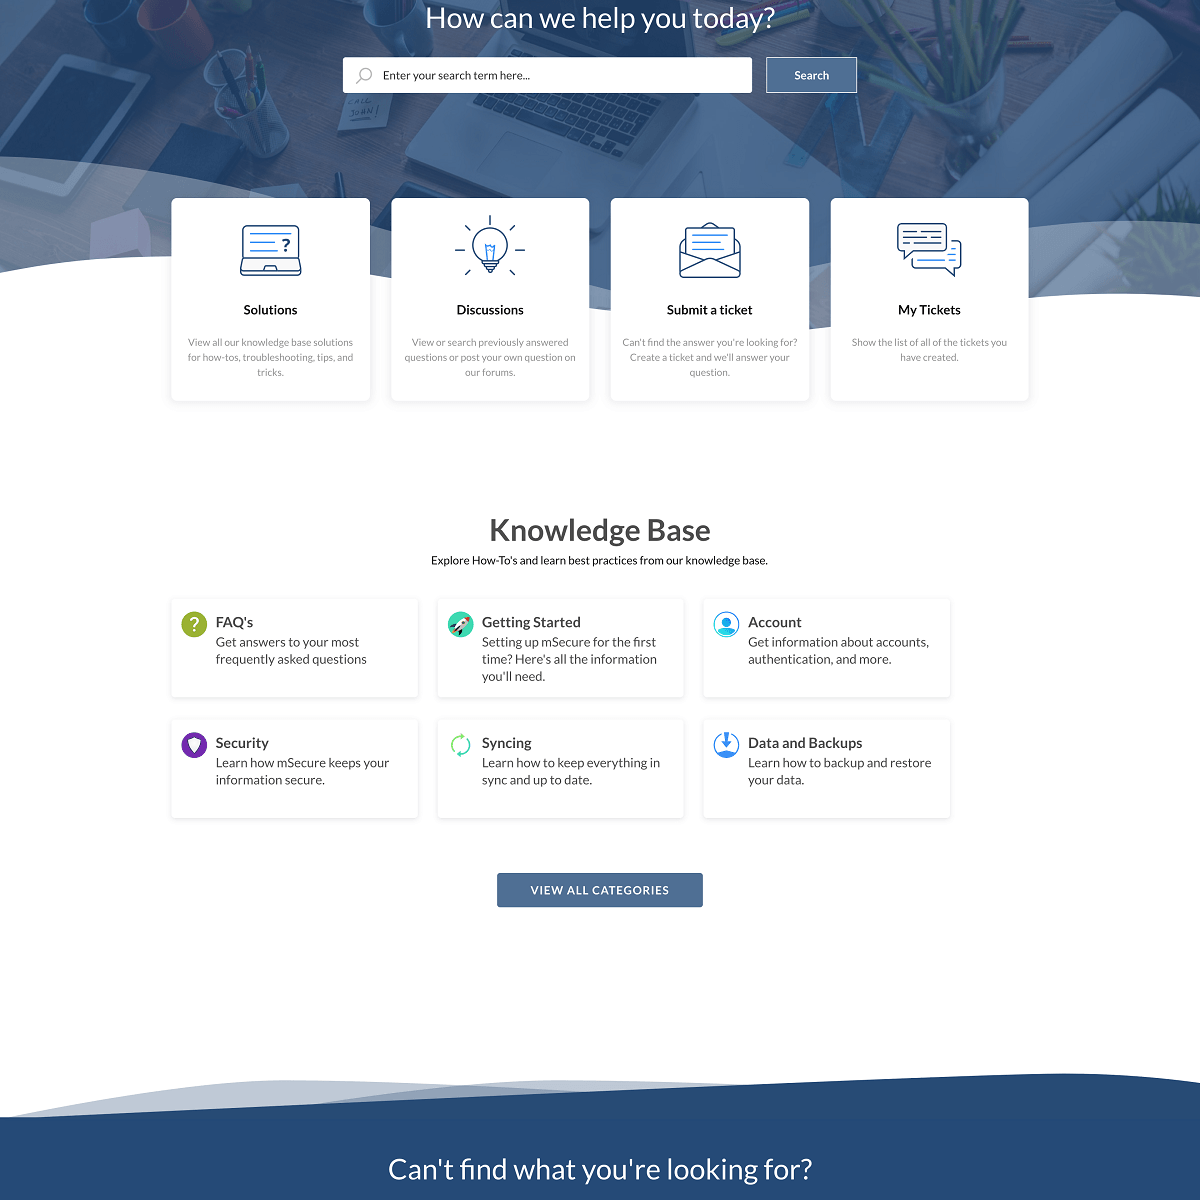 How can we help you today?
Enter your search term here...
Search
CALL
JOHN!
?
Solutions
View all our knowledge base solutions
for how-tos, troubleshooting, tips, and
tricks.
Discussions
View or search previously answered
questions or post your own question on
our forums.
Submit a ticket
Can't find the answer you're looking for?
Create a ticket and we'll answer your
question.
My Tickets
Show the list of all of the tickets you
have created.
Knowledge Base
Explore How-To's and learn best practices from our knowledge base.
?
FAQ's
Get answers to your most
frequently asked questions
Getting Started
Setting up mSecure for the first
time? Here's all the information
you'll need.
Account
Get information about accounts,
authentication, and more.
Security
Learn how mSecure keeps your
information secure.
Syncing
Learn how to keep everything in
sync and up to date.
Data and Backups
Learn how to backup and restore
your data.
VIEW ALL CATEGORIES
Can't find what you're looking for?